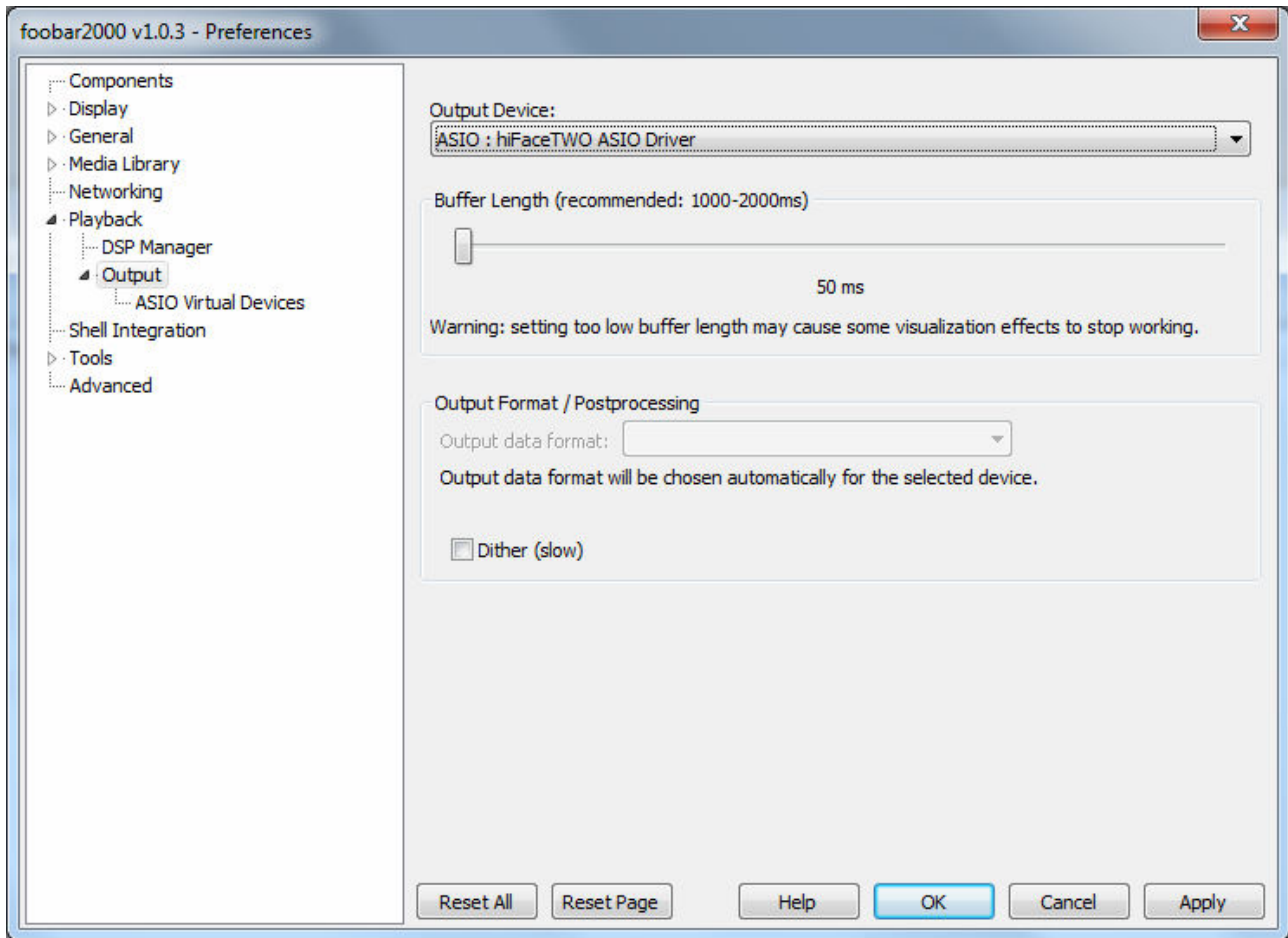 foobar2000 v1.0.3 - Preferences
Components
Display
General
Media Library
Networking
Playback
DSP Manager
Output
ASIO Virtual Devices
Shell Integration
Tools
Advanced
Output Device:
ASIO : hiFaceTWO ASIO Driver
Buffer Length (recommended: 1000-2000ms)
50 ms
Warning: setting too low buffer length may cause some visualization effects to stop working.
Output Format / Postprocessing
Output data format:
Output data format will be chosen automatically for the selected device.
Dither (slow)
Reset All Reset Page Help OK Cancel Apply